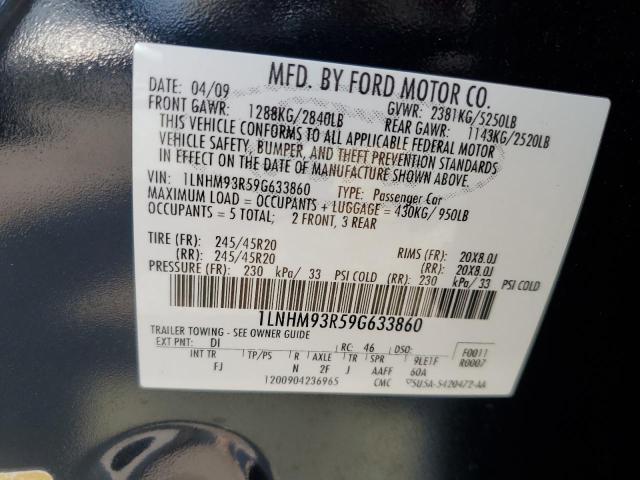 MFD. BY FORD MOTOR CO.
DATE: 04/09 GVWR: 2381KG/5250LB
FRONT GAWR: 1288KG/2840LB REAR GAWR: 1143KG/2520LB
THIS VEHICLE CONFORMS TO ALL APPLICABLE FEDERAL MOTOR
VEHICLE SAFETY, BUMPER, AND THEFT PREVENTION STANDARDS
IN EFFECT ON THE DATE OF MANUFACTURE SHOWN ABOVE.
VIN: 1LNHM93R59G633860 TYPE: Passenger Car
MAXIMUM LOAD = OCCUPANTS + LUGGAGE = 430KG/950LB
OCCUPANTS = 5 TOTAL; 2 FRONT, 3 REAR
TIRE (FR): 245/45R20 RIMS (FR): 20X8.0J
(RR): 245/45R20 (RR): 20X8.0J
PRESSURE (FR): 230 kPa/ 33 PSI COLD (RR): 230 kPa/ 33 PSI COLD
1LNHM93R59G633860
TRAILER TOWING - SEE OWNER GUIDE
EXT PNT: DI RC: 46 DSO: F0011
INT TR TP/PS R AXLE TR SPR 9LE1F R0007
FJ N 2F J AAFF 60A
1200904236965 CMC 5U5A-5420472-AA